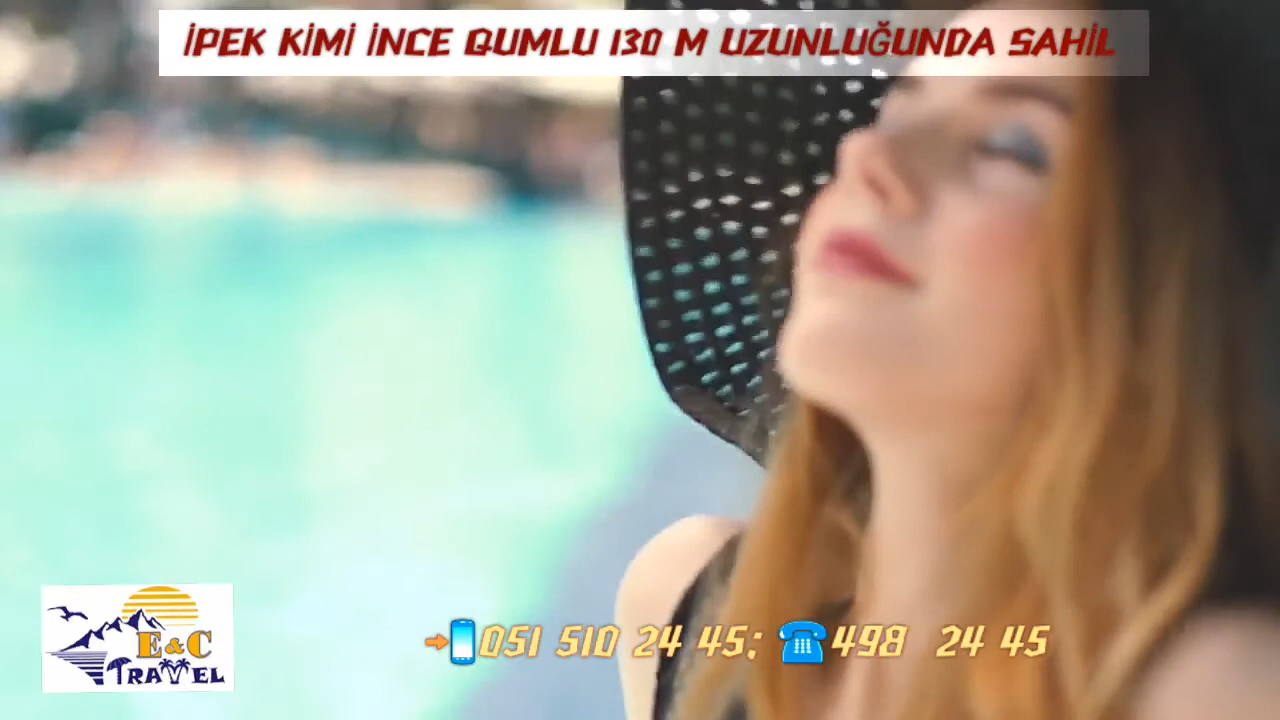 İPEK KİMİ İNCE QUMLU 130 M UZUNLUĞUNDA SAHİL
051 510 24 45; 498 24 45
E&C
TRAVEL